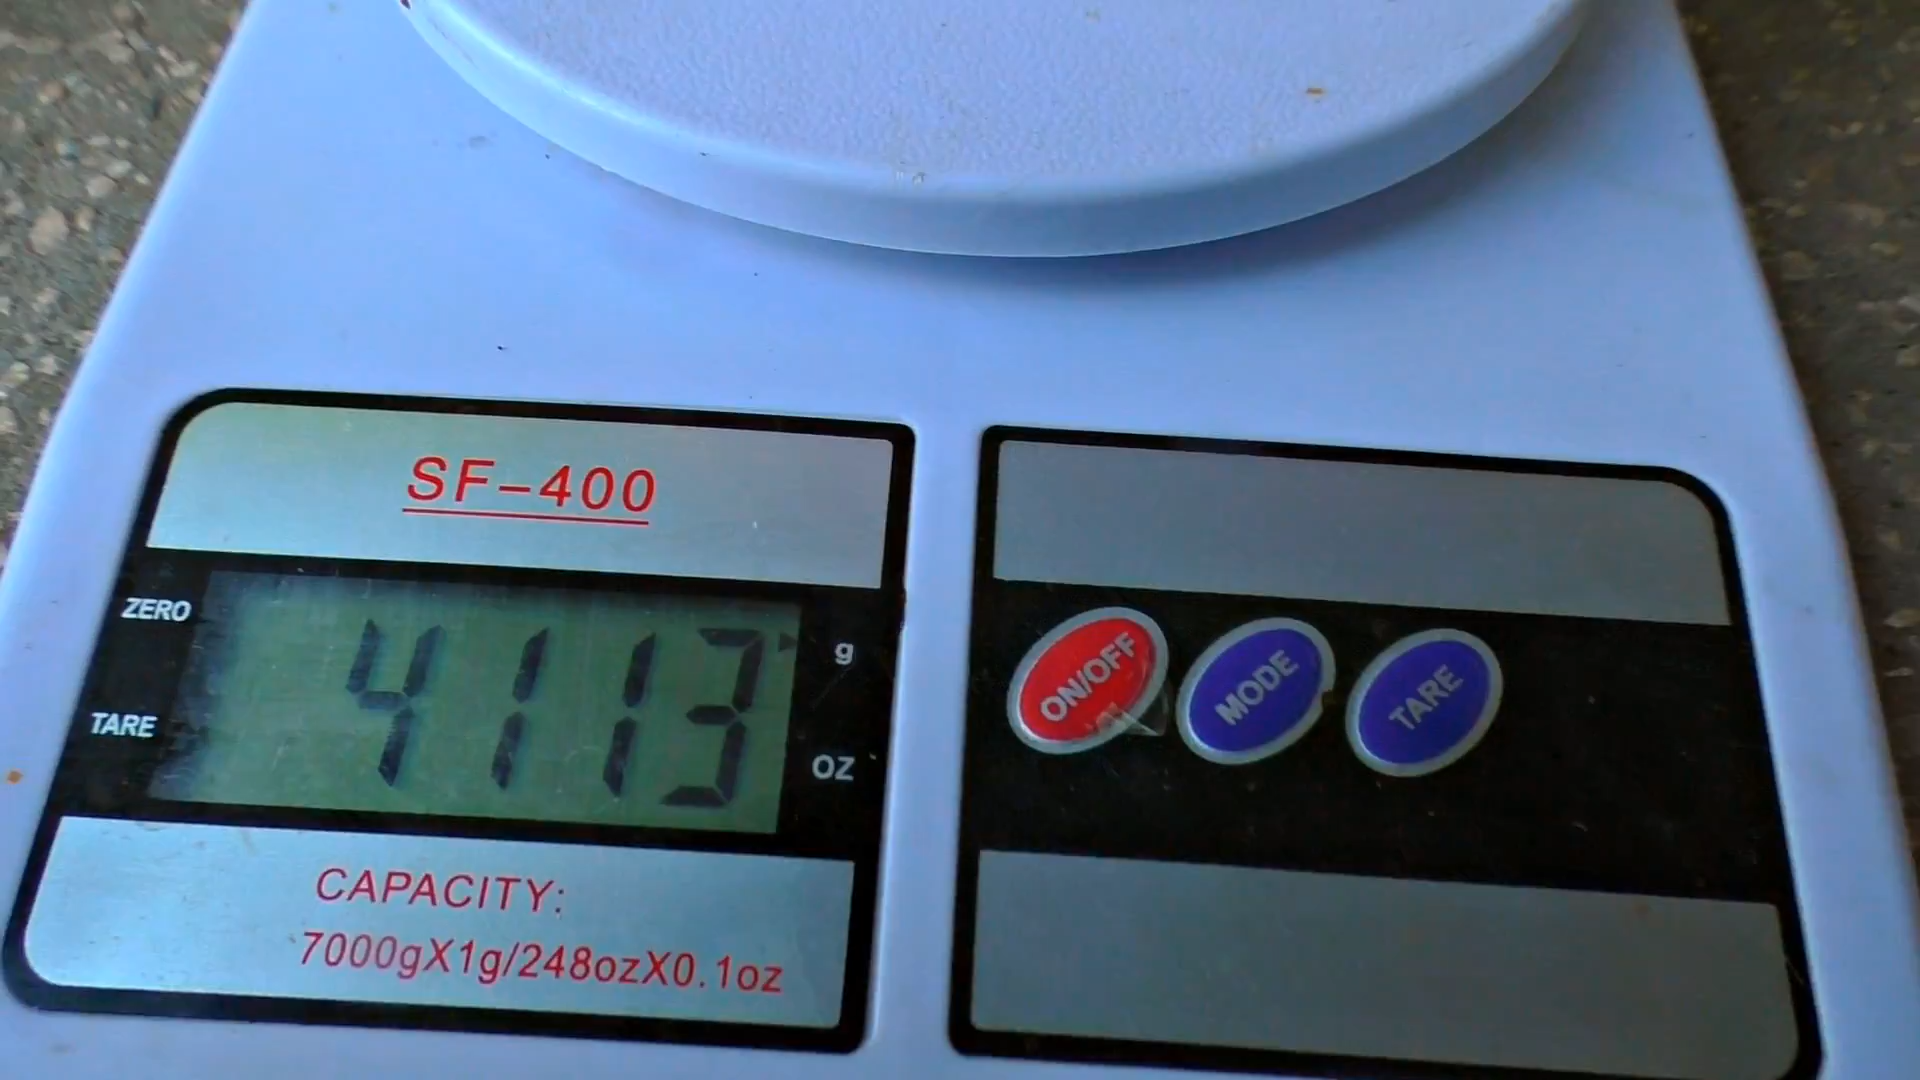 SF-400
ZERO
4113
g
TARE
OZ
CAPACITY:
7000gX1g/248ozX0.1oz
ON/OFF
MODE
TARE